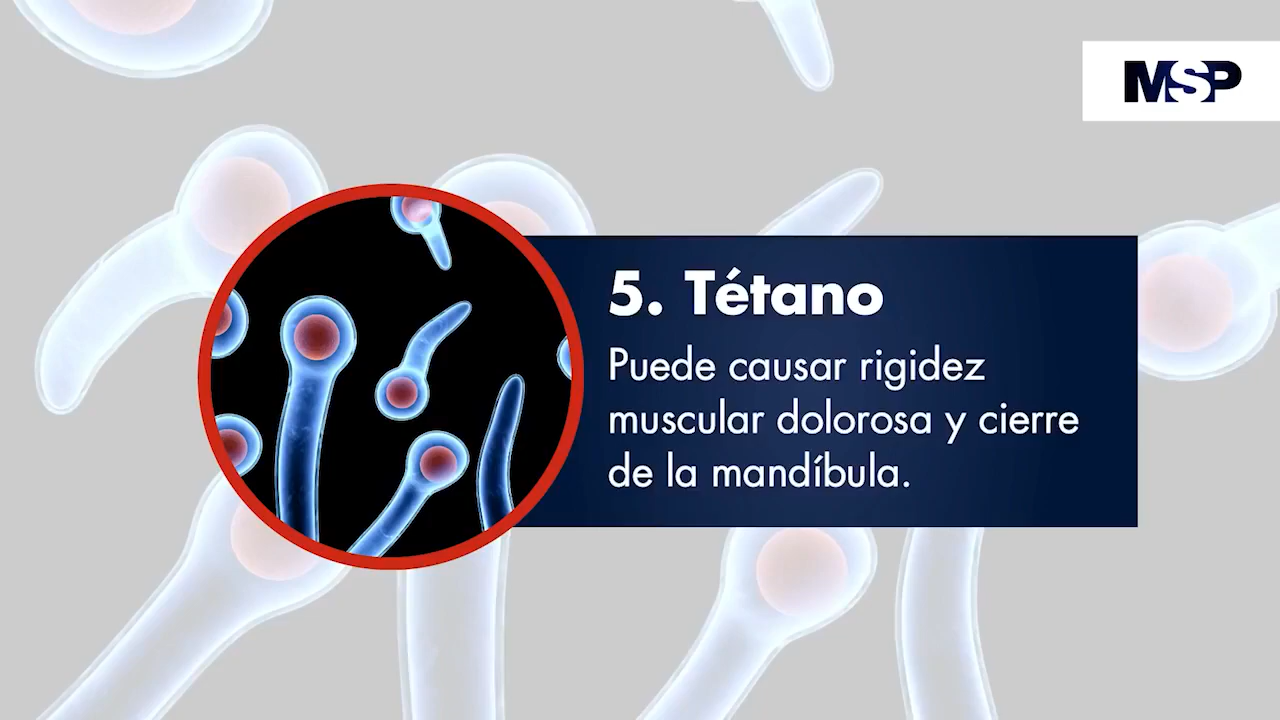 MSP
5. Tétano
Puede causar rigidez
muscular dolorosa y cierre
de la mandíbula.